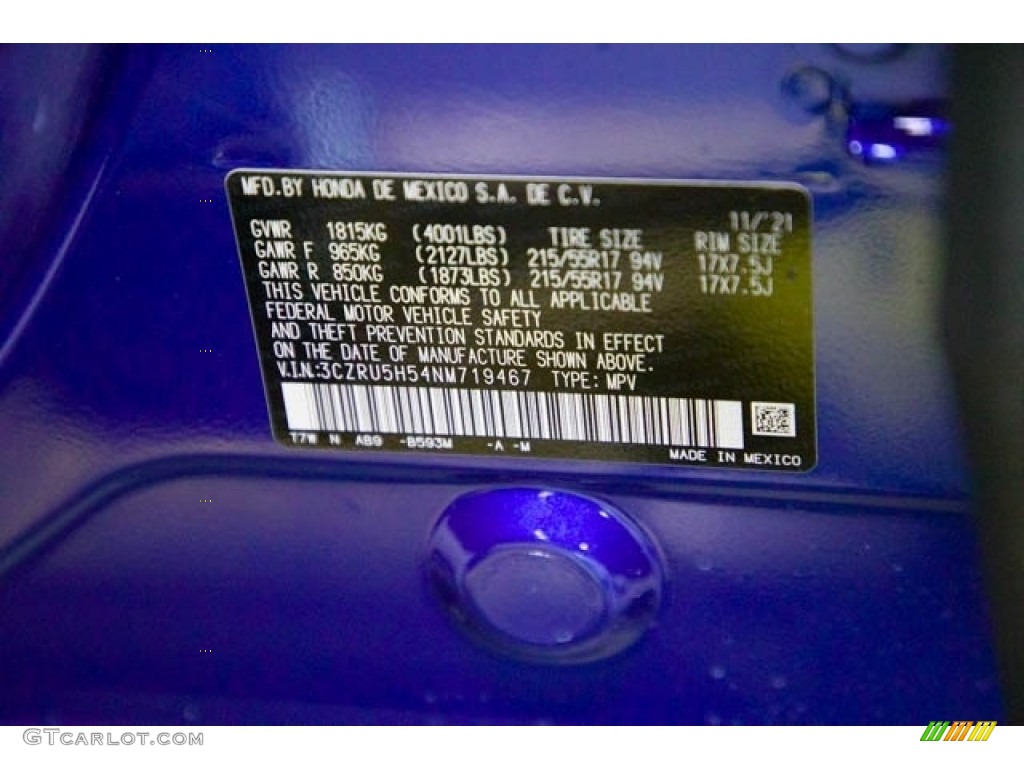 MFD.BY HONDA DE MEXICO S.A. DE C.V.
11/'21
GVWR 1815KG (4001LBS) TIRE SIZE RIM SIZE
GAWR F 965KG (2127LBS) 215/55R17 94V 17X7.5J
GAWR R 850KG (1873LBS) 215/55R17 94V 17X7.5J
THIS VEHICLE CONFORMS TO ALL APPLICABLE
FEDERAL MOTOR VEHICLE SAFETY
AND THEFT PREVENTION STANDARDS IN EFFECT
ON THE DATE OF MANUFACTURE SHOWN ABOVE.
V.I.N:3CZRU5H54NM719467 TYPE: MPV
T7W N AB9 -B593M -A -M
MADE IN MEXICO
GTCARLOT.COM